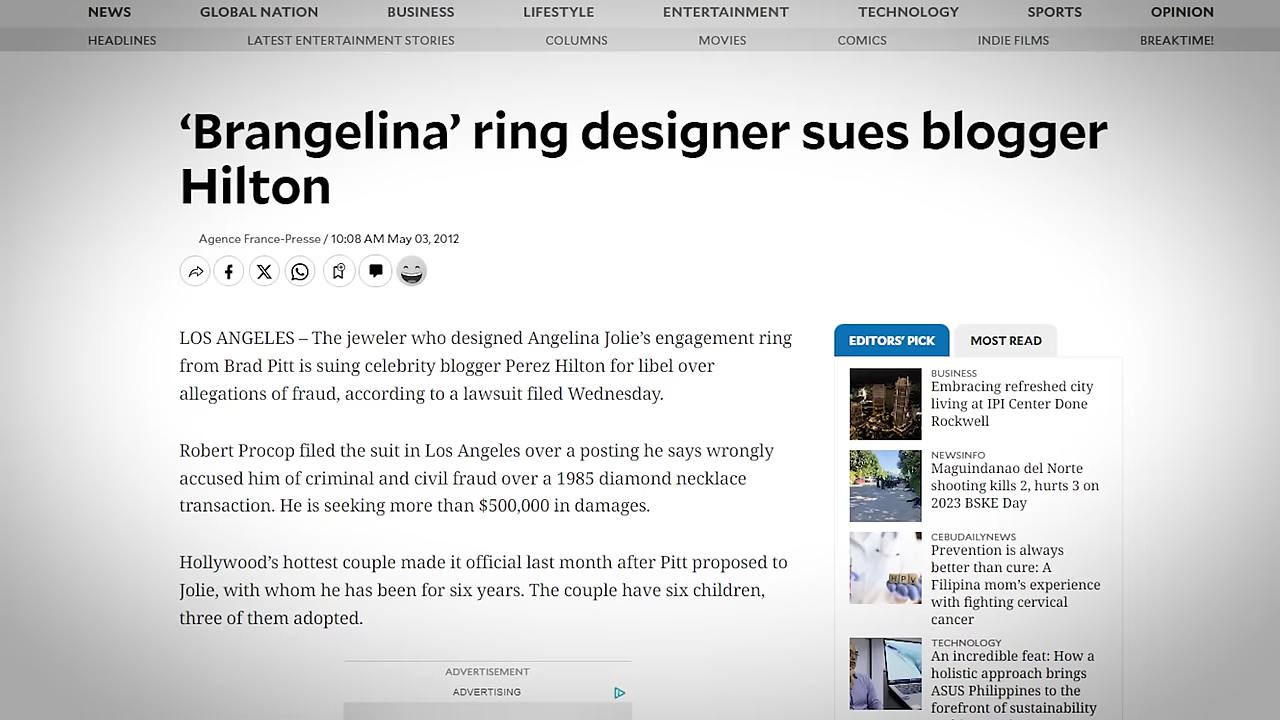 NEWS GLOBAL NATION BUSINESS LIFESTYLE ENTERTAINMENT TECHNOLOGY SPORTS OPINION
HEADLINES LATEST ENTERTAINMENT STORIES COLUMNS MOVIES COMICS INDIE FILMS BREAKTIME!
‘Brangelina’ ring designer sues blogger
Hilton
Agence France-Presse / 10:08 AM May 03, 2012
LOS ANGELES – The jeweler who designed Angelina Jolie’s engagement ring
from Brad Pitt is suing celebrity blogger Perez Hilton for libel over
allegations of fraud, according to a lawsuit filed Wednesday.
Robert Procop filed the suit in Los Angeles over a posting he says wrongly
accused him of criminal and civil fraud over a 1985 diamond necklace
transaction. He is seeking more than $500,000 in damages.
Hollywood’s hottest couple made it official last month after Pitt proposed to
Jolie, with whom he has been for six years. The couple have six children,
three of them adopted.
ADVERTISEMENT
ADVERTISING
EDITORS’ PICK MOST READ
BUSINESS
Embracing refreshed city
living at IPI Center Done
Rockwell
NEWSINFO
Maguindanao del Norte
shooting kills 2, hurts 3 on
2023 BSKE Day
CEBUDAILYNEWS
Prevention is always
better than cure: A
Filipina mom’s experience
with fighting cervical
cancer
HPV
TECHNOLOGY
An incredible feat: How a
holistic approach brings
ASUS Philippines to the
forefront of sustainability